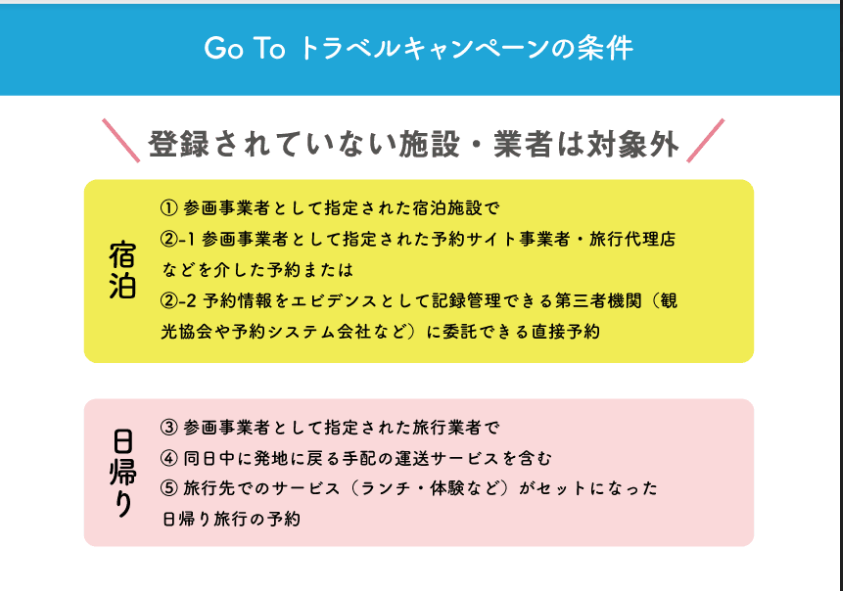 Go To トラベルキャンペーンの条件
登録されていない施設・業者は対象外
宿泊
① 参画事業者として指定された宿泊施設で
②-1 参画事業者として指定された予約サイト事業者・旅行代理店
などを介した予約または
②-2 予約情報をエビデンスとして記録管理できる第三者機関（観
光協会や予約システム会社など）に委託できる直接予約
日帰り
③ 参画事業者として指定された旅行業者で
④ 同日中に発地に戻る手配の運送サービスを含む
⑤ 旅行先でのサービス（ランチ・体験など）がセットになった
日帰り旅行の予約